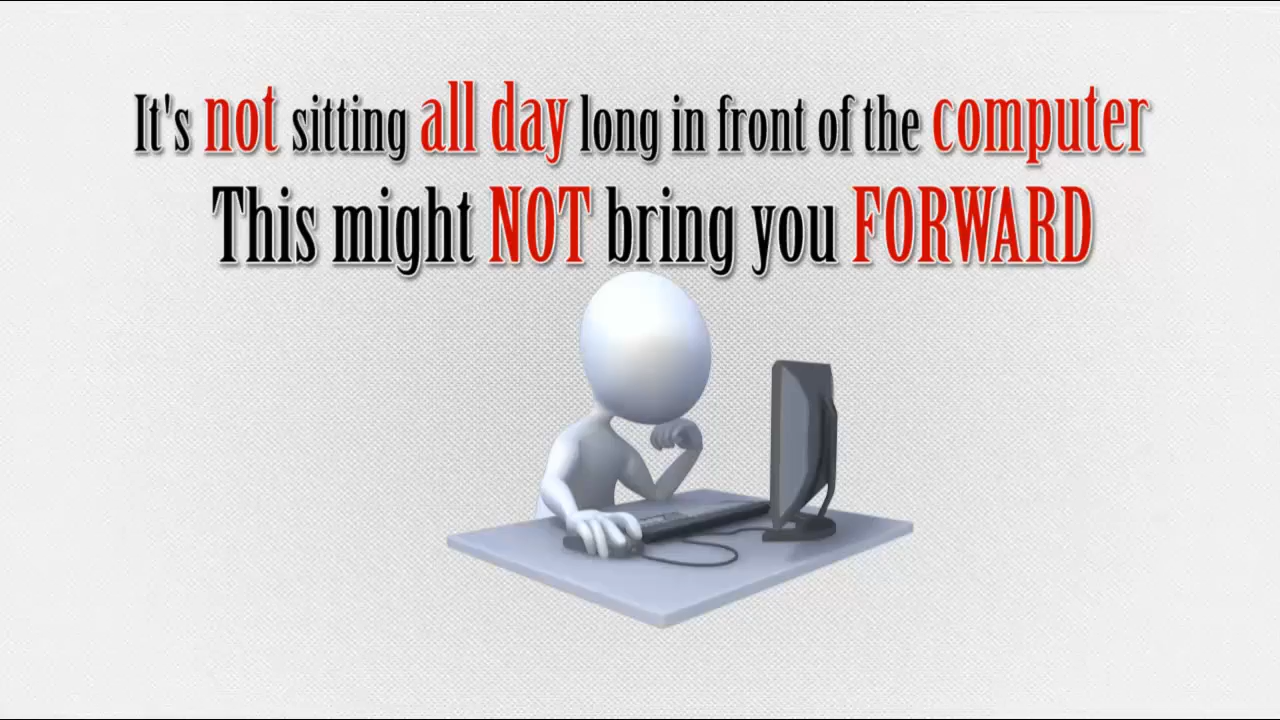 It's not sitting all day long in front of the computer
This might NOT bring you FORWARD